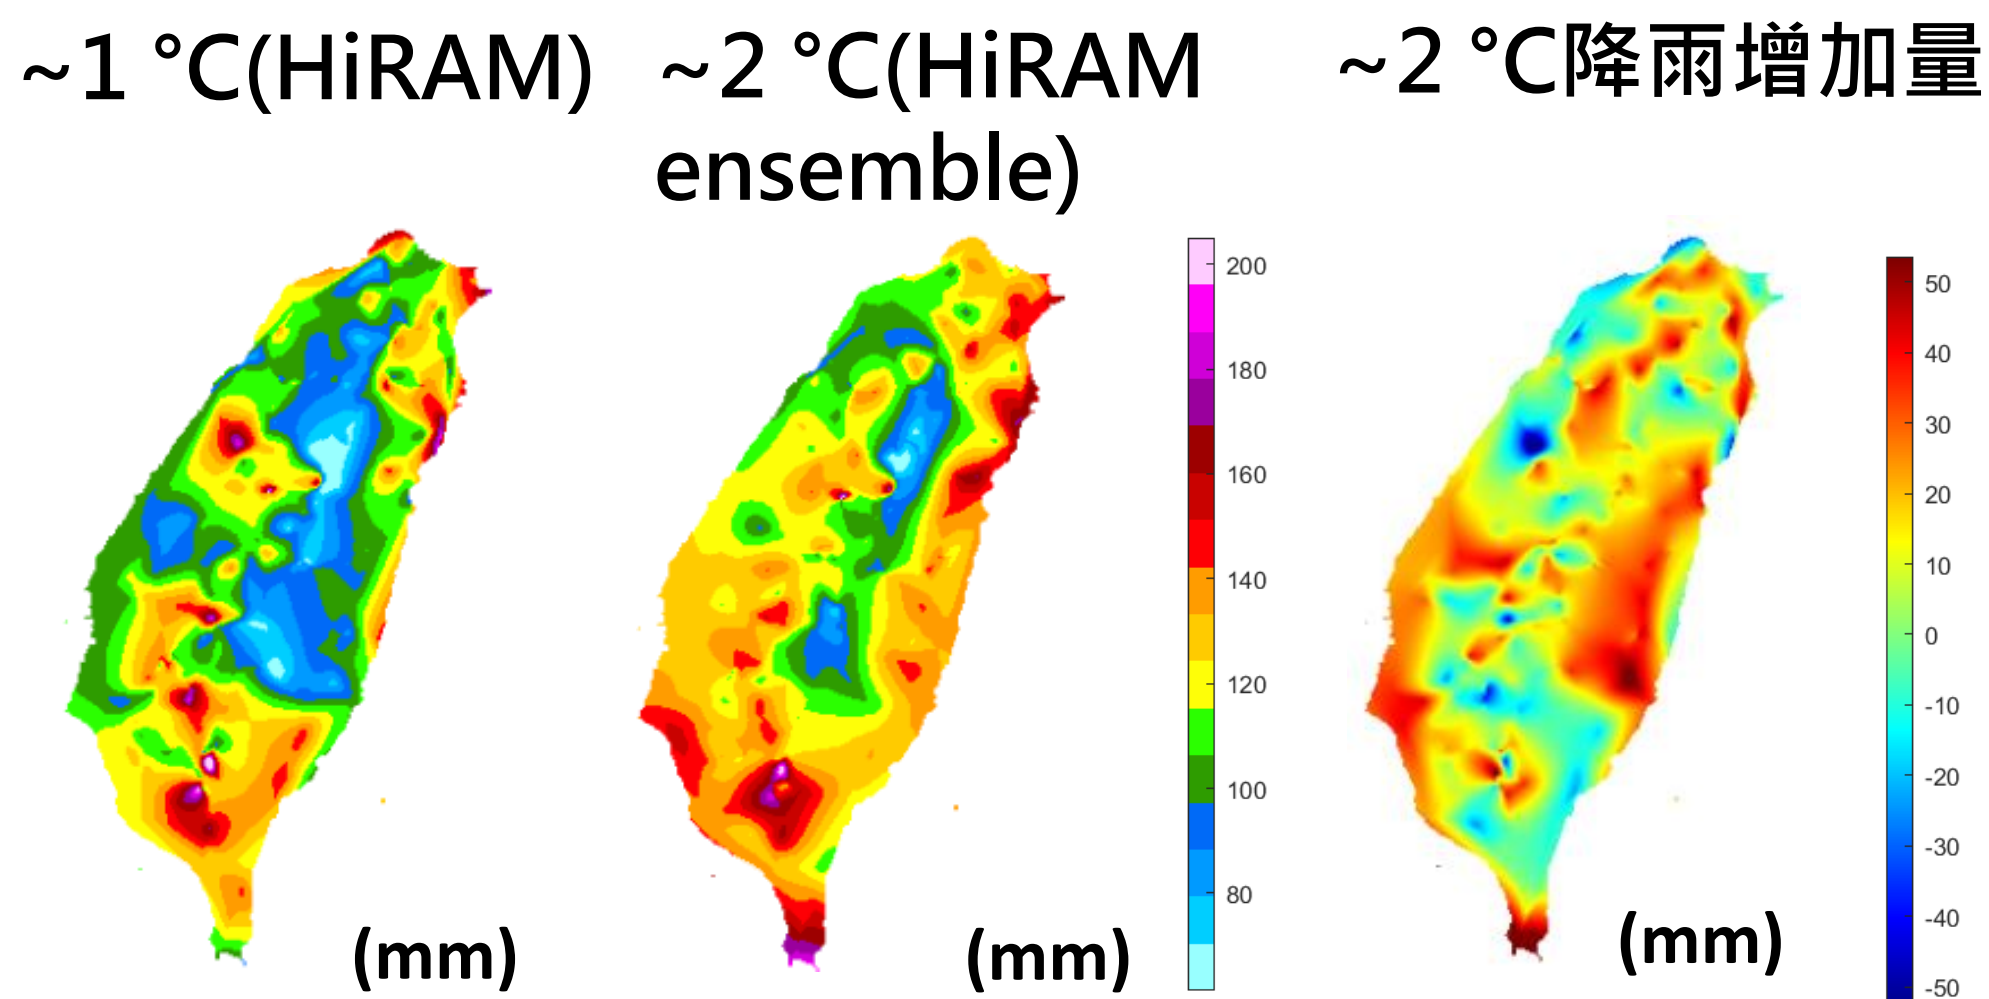 ~1 °C(HiRAM)
~2 °C(HiRAM
ensemble)
~2 °C降雨增加量
200
180
160
140
120
100
80
50
40
30
20
10
0
-10
-20
-30
-40
-50
(mm)
(mm)
(mm)